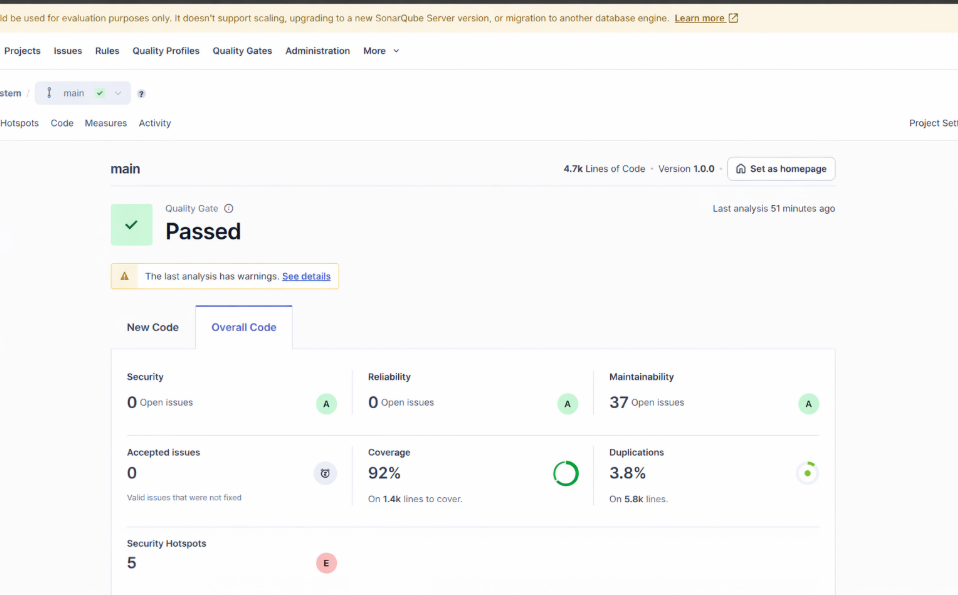 ld be used for evaluation purposes only. It doesn't support scaling, upgrading to a new SonarQube Server version, or migration to another database engine. Learn more
Projects Issues Rules Quality Profiles Quality Gates Administration More
stem / main ?
Hotspots Code Measures Activity Project Sett
main 4.7k Lines of Code · Version 1.0.0 · Set as homepage
Quality Gate Last analysis 51 minutes ago
Passed
The last analysis has warnings. See details
New Code Overall Code
Security Reliability Maintainability
0 Open issues A 0 Open issues A 37 Open issues A
Accepted issues Coverage Duplications
0 92% 3.8%
Valid issues that were not fixed On 1.4k lines to cover. On 5.8k lines.
Security Hotspots
5 E